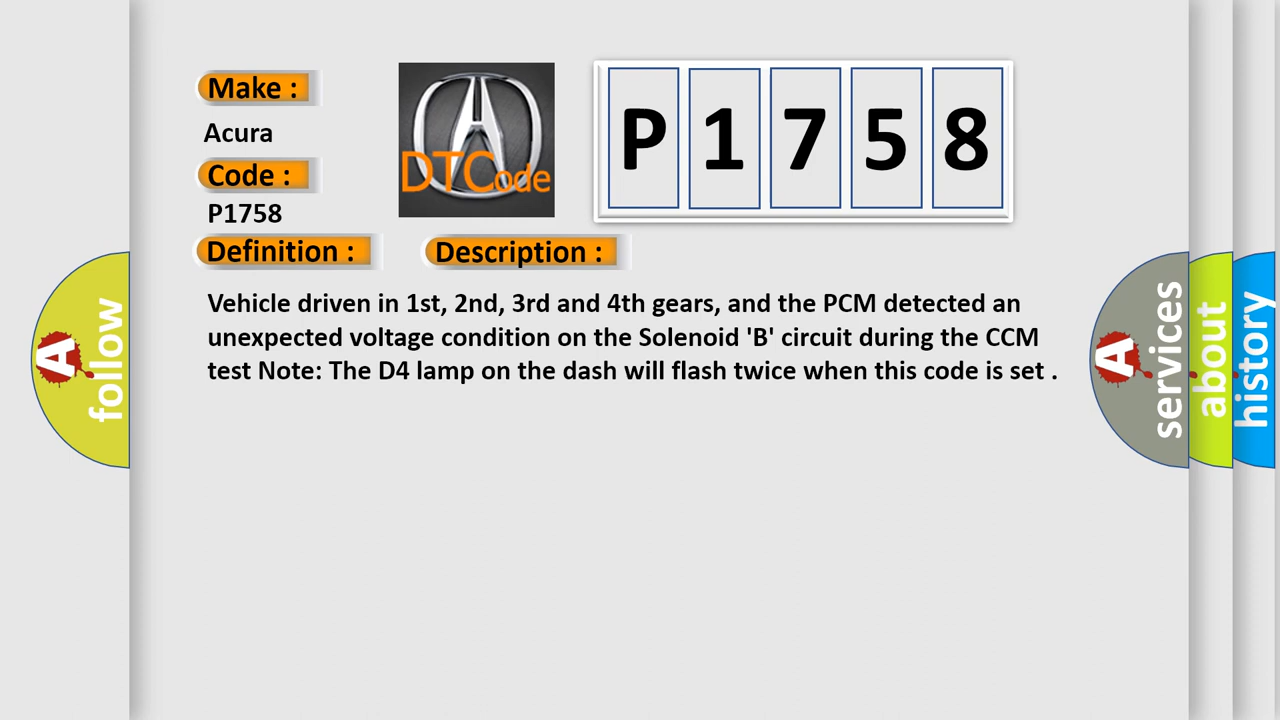 Make :
Acura
Code :
P1758
Definition :
Description :
DTCode
P 1 7 5 8
Vehicle driven in 1st, 2nd, 3rd and 4th gears, and the PCM detected an
unexpected voltage condition on the Solenoid 'B' circuit during the CCM
test Note: The D4 lamp on the dash will flash twice when this code is set .
A
follow
A
services
about
history